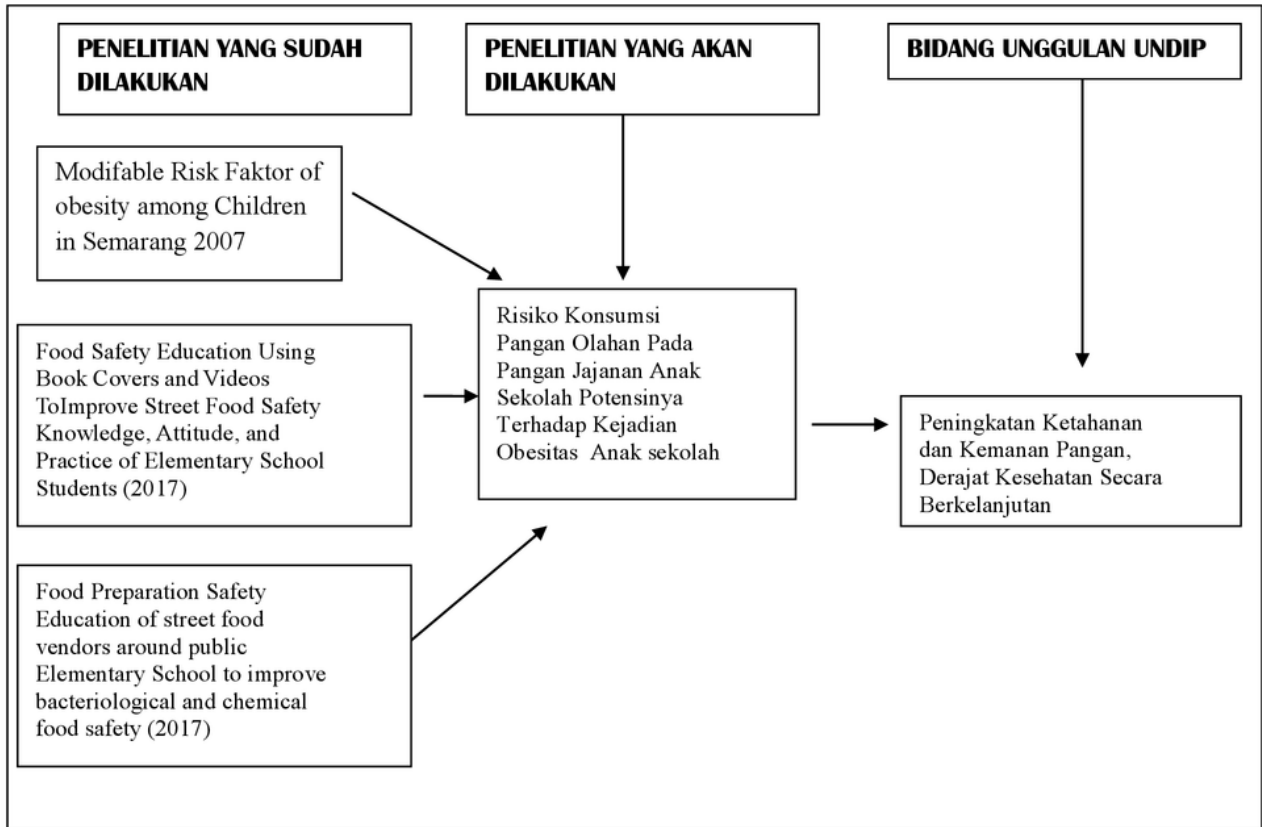 PENELITIAN YANG SUDAH
DILAKUKAN
PENELITIAN YANG AKAN
DILAKUKAN
BIDANG UNGGULAN UNDIP
Modifable Risk Faktor of
obesity among Children
in Semarang 2007
Food Safety Education Using
Book Covers and Videos
ToImprove Street Food Safety
Knowledge, Attitude, and
Practice of Elementary School
Students (2017)
Food Preparation Safety
Education of street food
vendors around public
Elementary School to improve
bacteriological and chemical
food safety (2017)
Risiko Konsumsi
Pangan Olahan Pada
Pangan Jajanan Anak
Sekolah Potensinya
Terhadap Kejadian
Obesitas Anak sekolah
Peningkatan Ketahanan
dan Kemanan Pangan,
Derajat Kesehatan Secara
Berkelanjutan